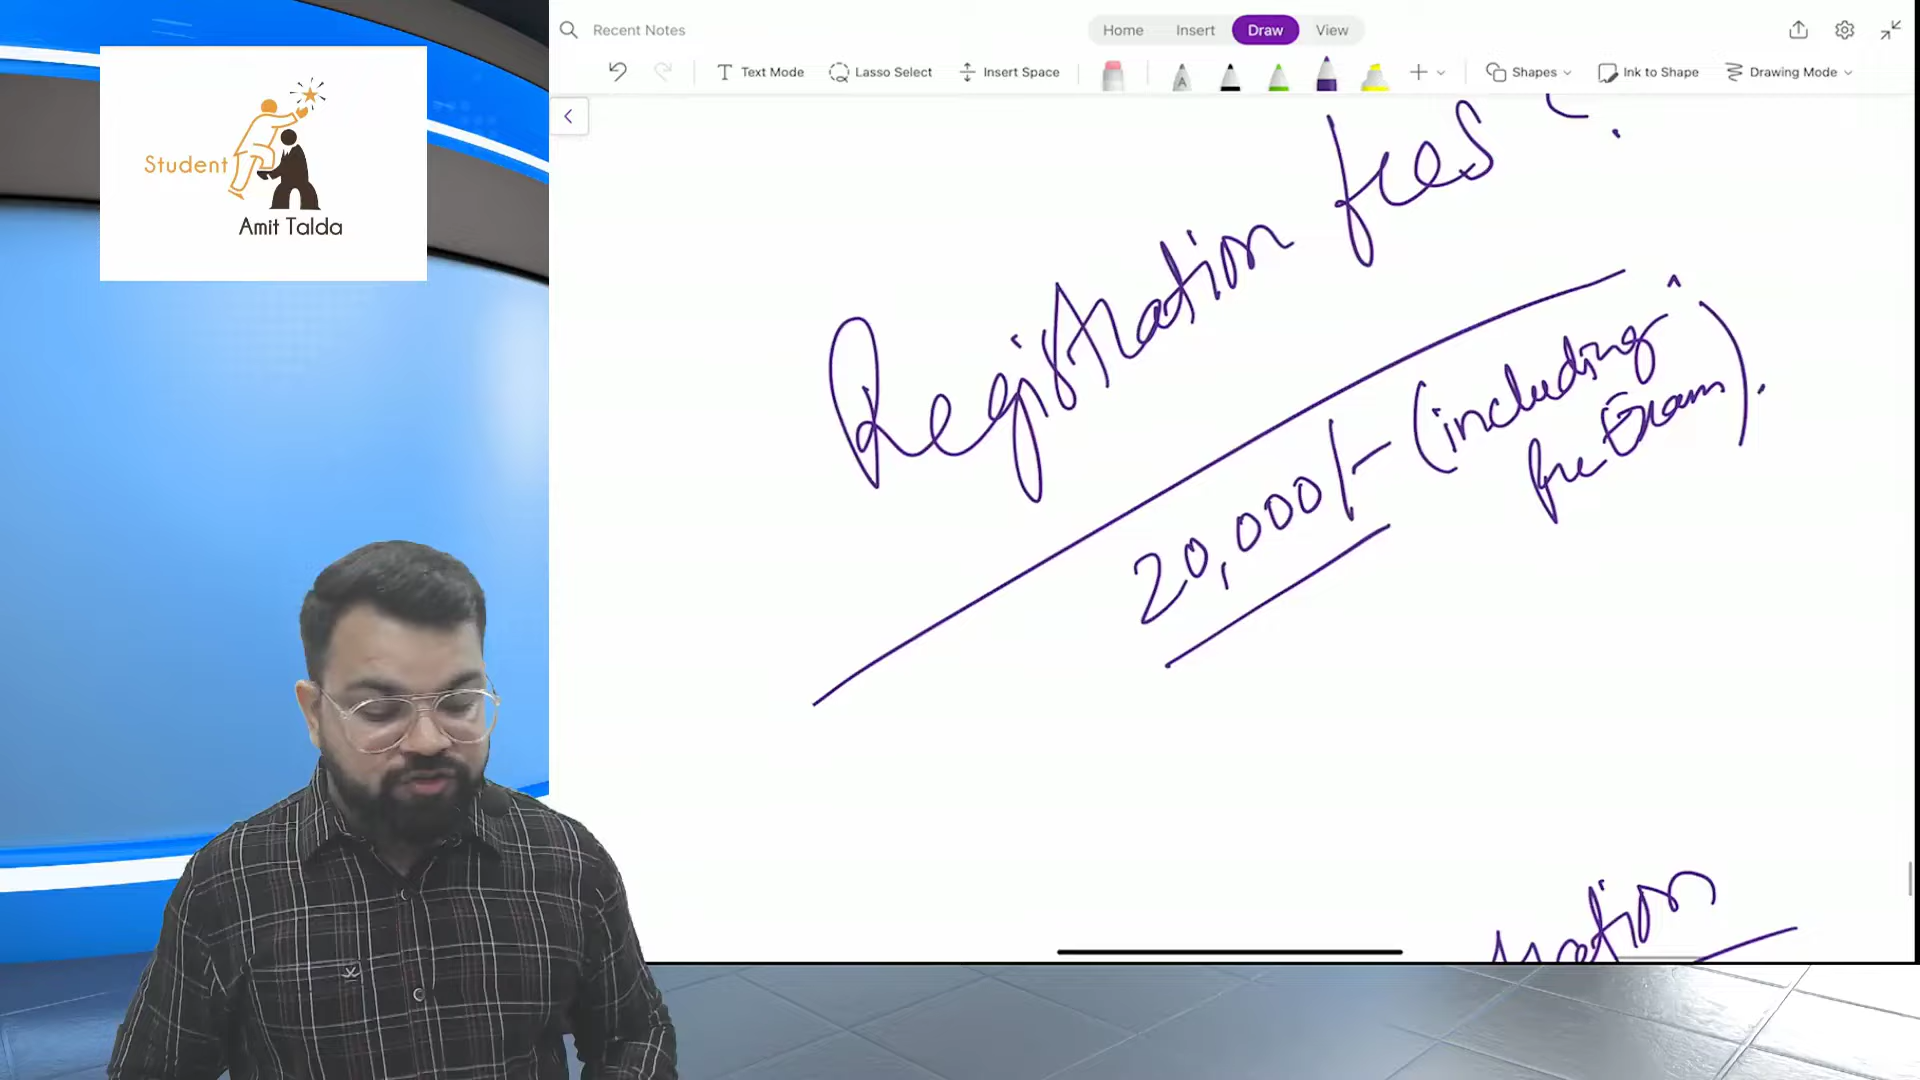 Student
Amit Talda
Recent Notes
Home
Insert
Draw
View
Text Mode
Lasso Select
Insert Space
A
Shapes
Ink to Shape
Drawing Mode
Registration fees ?
20,000/- (including
pre Exam).